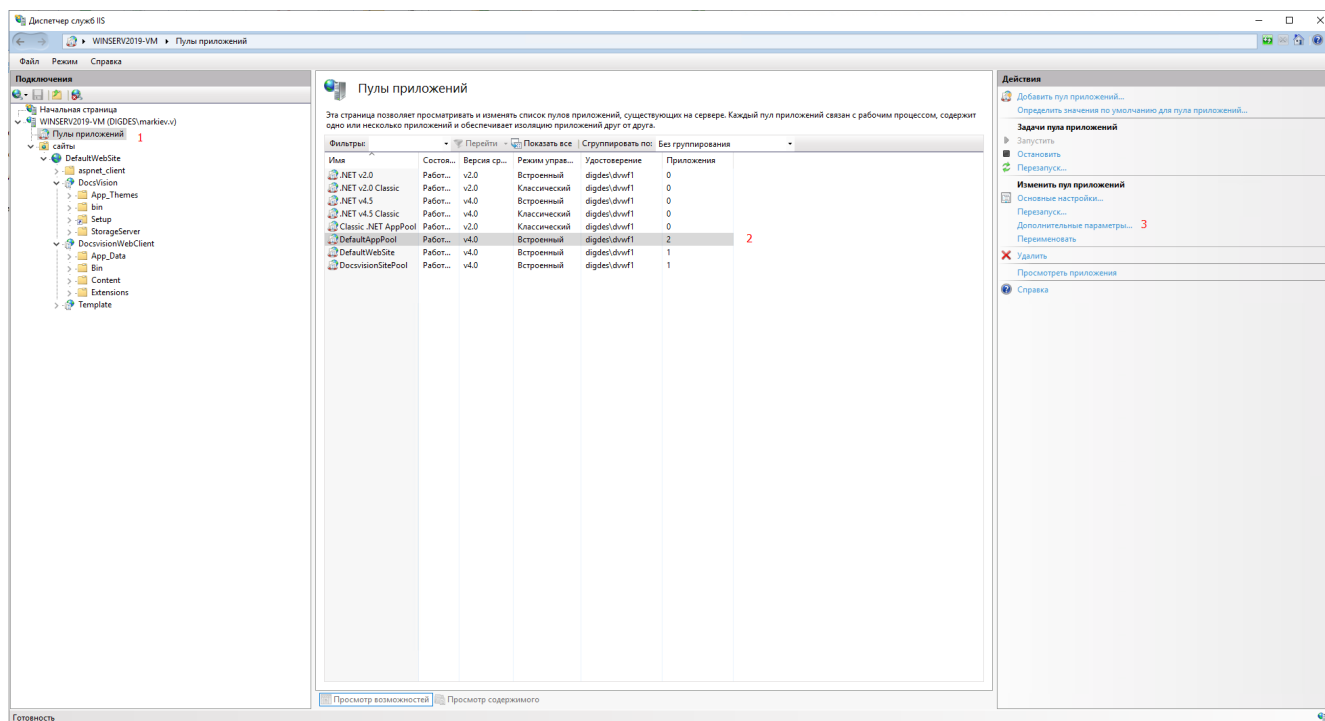 Диспетчер служб IIS
WINSERV2019-VM Пулы приложений
Файл Режим Справка
Подключения
Начальная страница
WINSERV2019-VM (DIGDES\markiev.v)
Пулы приложений 1
сайты
DefaultWebSite
aspnet_client
DocsVision
App_Themes
bin
Setup
StorageServer
DocsvisionWebClient
App_Data
Bin
Content
Extensions
Template
Пулы приложений
Эта страница позволяет просматривать и изменять список пулов приложений, существующих на сервере. Каждый пул приложений связан с рабочим процессом, содержит
одно или несколько приложений и обеспечивает изоляцию приложений друг от друга.
Фильтры: Перейти Показать все Сгруппировать по: Без группирования
Имя Состоя... Версия ср... Режим управ... Удостоверение Приложения
.NET v2.0 Работ... v2.0 Встроенный digdes\dvwf1 0
.NET v2.0 Classic Работ... v2.0 Классический digdes\dvwf1 0
.NET v4.5 Работ... v4.0 Встроенный digdes\dvwf1 0
.NET v4.5 Classic Работ... v4.0 Классический digdes\dvwf1 0
Classic .NET AppPool Работ... v2.0 Классический digdes\dvwf1 0
DefaultAppPool Работ... v4.0 Встроенный digdes\dvwf1 2 2
DefaultWebSite Работ... v4.0 Встроенный digdes\dvwf1 1
DocsvisionSitePool Работ... v4.0 Встроенный digdes\dvwf1 1
Просмотр возможностей Просмотр содержимого
Действия
Добавить пул приложений...
Определить значения по умолчанию для пула приложений...
Задачи пула приложений
Запустить
Остановить
Перезапуск...
Изменить пул приложений
Основные настройки...
Перезапуск...
Дополнительные параметры... 3
Переименовать
Удалить
Просмотреть приложения
Справка
Готовность